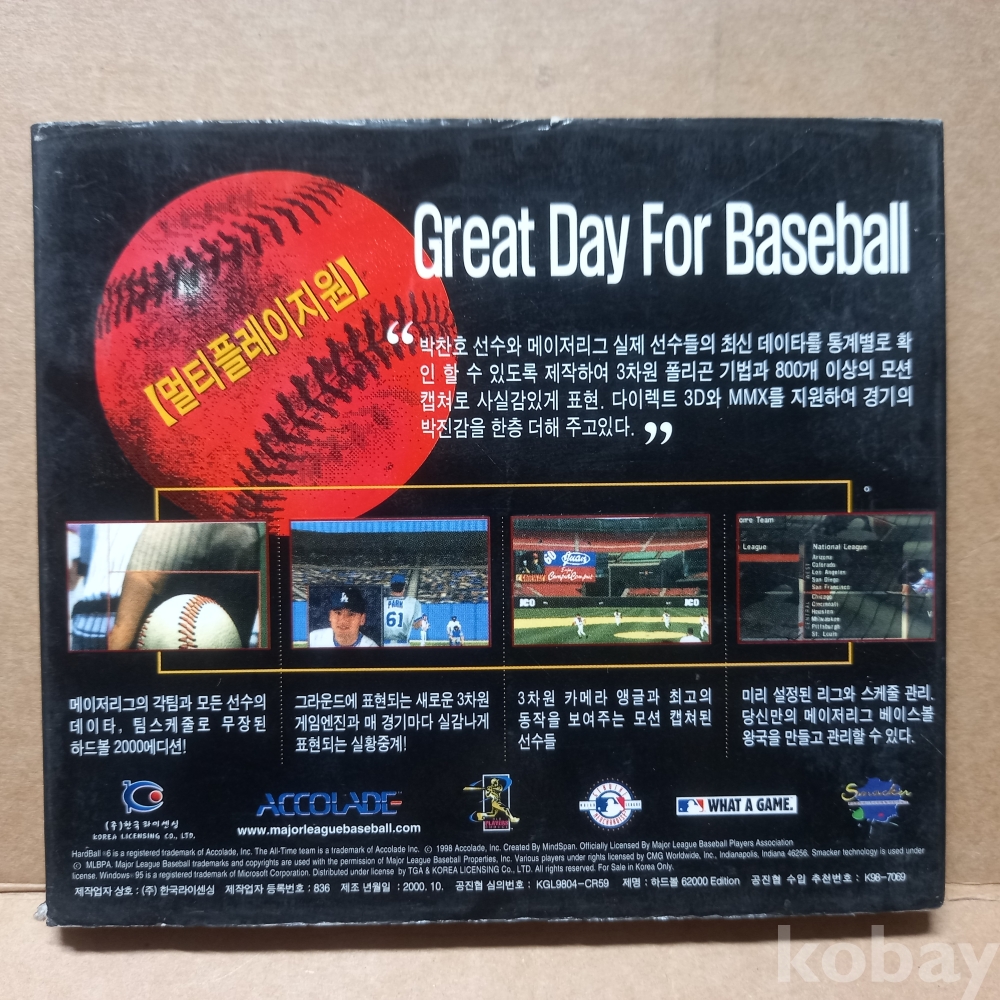 Great Day For Baseball
【멀티플레이지원】
“박찬호 선수와 메이저리그 실제 선수들의 최신 데이타를 통계별로 확
인 할 수 있도록 제작하여 3차원 폴리곤 기법과 800개 이상의 모션
캡쳐로 사실감있게 표현. 다이렉트 3D와 MMX를 지원하여 경기의
박진감을 한층 더해 주고있다.”
PARK
61
LA
60
JCO
JCO
League
National League
Arizona
Colorado
Los Angeles
San Diego
San Francisco
Chicago
Cincinnati
Houston
Milwaukee
Pittsburgh
St. Louis
메이저리그의 각팀과 모든 선수의
데이타, 팀스케줄로 무장된
하드볼 2000에디션!
그라운드에 표현되는 새로운 3차원
게임엔진과 매 경기마다 실감나게
표현되는 실황중계!
3차원 카메라 앵글과 최고의
동작을 보여주는 모션 캡쳐된
선수들
미리 설정된 리그와 스케줄 관리.
당신만의 메이저리그 베이스볼
왕국을 만들고 관리할 수 있다.
(주)한국라이센싱
KOREA LICENSING CO., LTD.
ACCOLADE
www.majorleaguebaseball.com
WHAT A GAME.
Smacker
HardBall ®6 is a registered trademark of Accolade, Inc. The All-Time team is a trademark of Accolade Inc. © 1998 Accolade, Inc. Created By MindSpan. Officially Licensed By Major League Baseball Players Association
© MLBPA. Major League Baseball trademarks and copyrights are used with the permission of Major League Baseball Properties, Inc. Various players under rights licensed by CMG Worldwide, Inc., Indianapolis, Indiana 46256. Smacker technology is used under
license. Windows® 95 is a registered trademark of Microsoft Corporation. Distributed under license by TGA & KOREA LICENSING Co., LTD. All rights reserved. For Sale in Korea Only.
제작업자 상호 : (주) 한국라이센싱 제작업자 등록번호 : 836 제조 년월일 : 2000. 10. 공진협 심의번호 : KGL9804-CR59 제명 : 하드볼 62000 Edition 공진협 수입 추천번호 : K98-7069
kobay